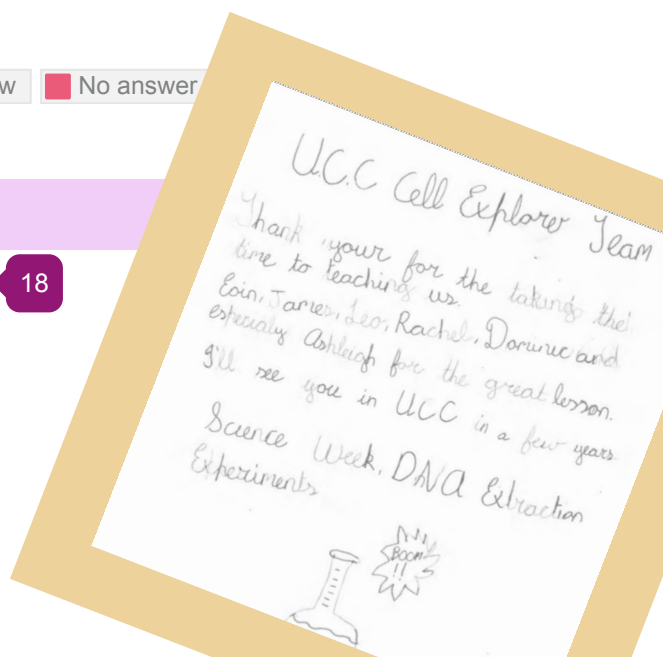 w
No answer
18
U.C.C Cell Explorer Team
Thank your for the taking the
time to teaching us.
Eoin, James, Leo, Rachel, Dominic and
especialy Ashleigh for the great lesson.
I'll see you in UCC in a few years
Science Week, DNA Extraction
Experiments
BOOM
!!